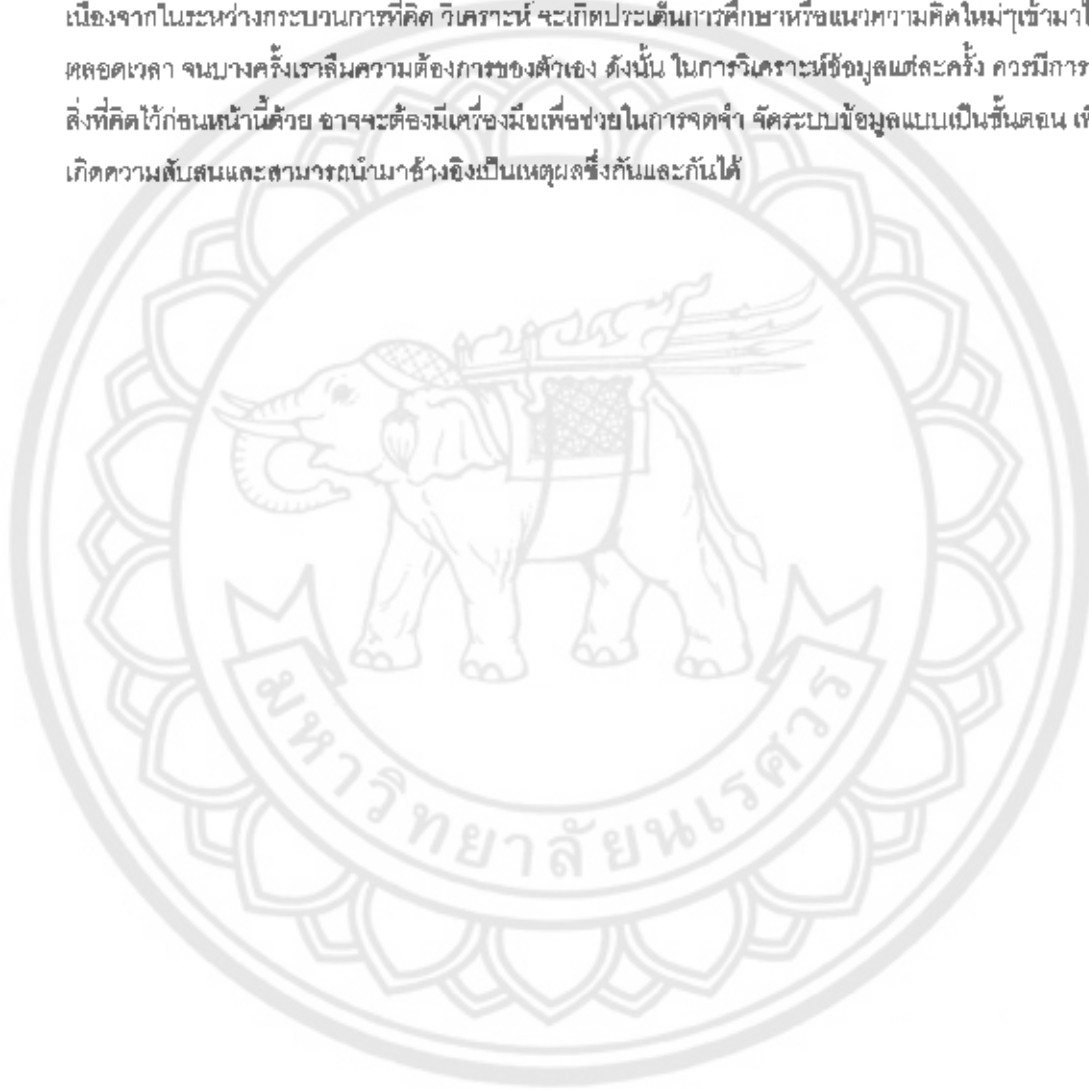 เนื่องจากในระหว่างกระบวนการที่คิด วิเคราะห์ จะเกิดประเด็นการศึกษาหรือแนวความคิดใหม่ๆเข้ามาใ
ตลอดเวลา จนบางครั้งเราลืมความต้องการของตัวเอง ดังนั้น ในการวิเคราะห์ข้อมูลแต่ละครั้ง ควรมีการ
สิ่งที่คิดไว้ก่อนหน้านี้ด้วย อาจจะต้องมีเครื่องมือเพื่อช่วยในการจดจำ จัดระบบข้อมูลแบบเป็นขั้นตอน
เกิดความสับสนและสามารถนำมาอ้างอิงเป็นเหตุผลซึ่งกันและกันได้
มหาวิทยาลัยนเรศวร